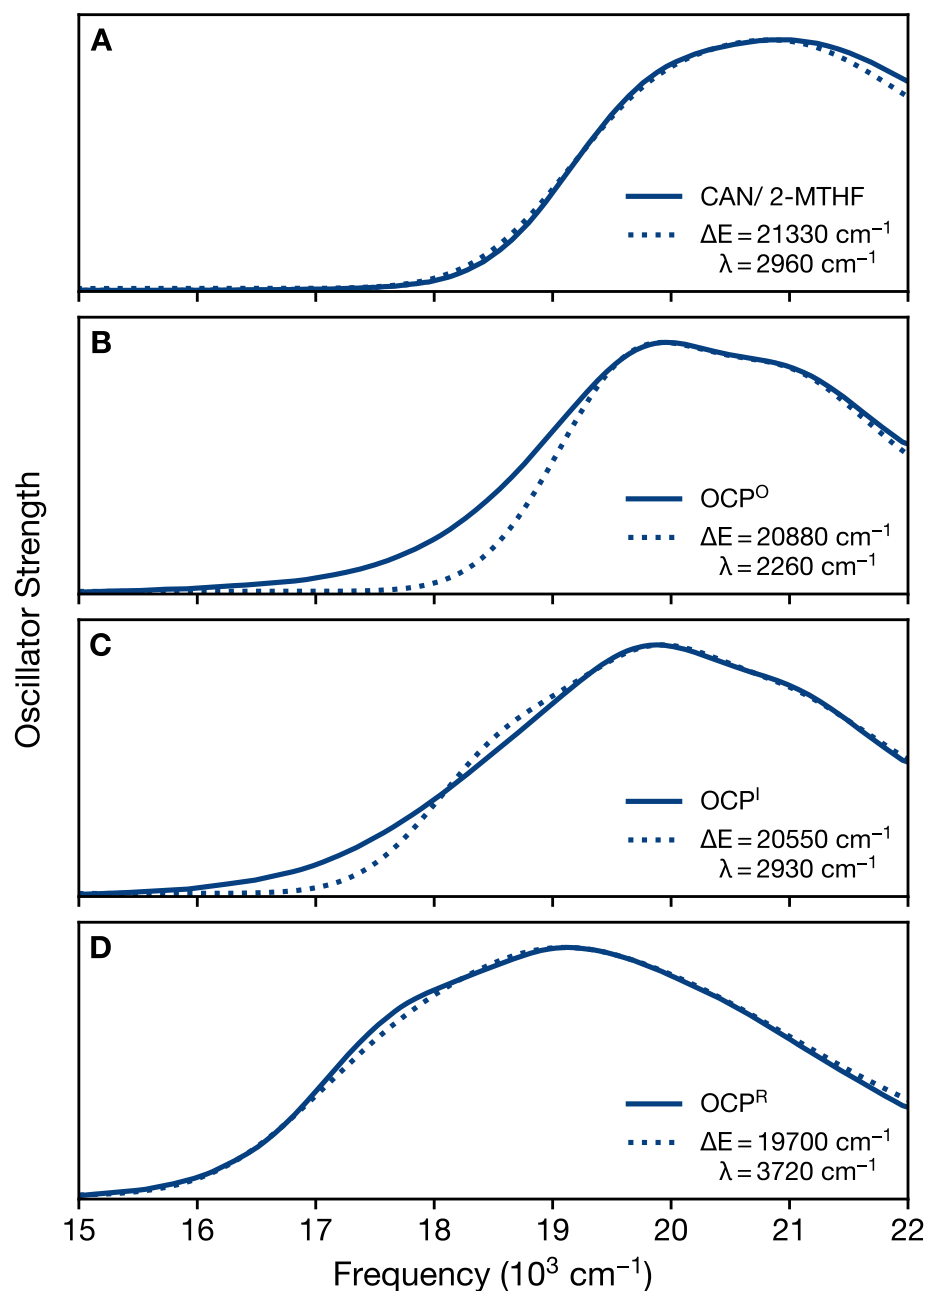 A
CAN/ 2-MTHF
ΔE = 21330 cm⁻¹
λ = 2960 cm⁻¹
B
OCPᴼ
ΔE = 20880 cm⁻¹
λ = 2260 cm⁻¹
Oscillator Strength
C
OCPᴵ
ΔE = 20550 cm⁻¹
λ = 2930 cm⁻¹
D
OCPᴿ
ΔE = 19700 cm⁻¹
λ = 3720 cm⁻¹
15 16 17 18 19 20 21 22
Frequency (10³ cm⁻¹)